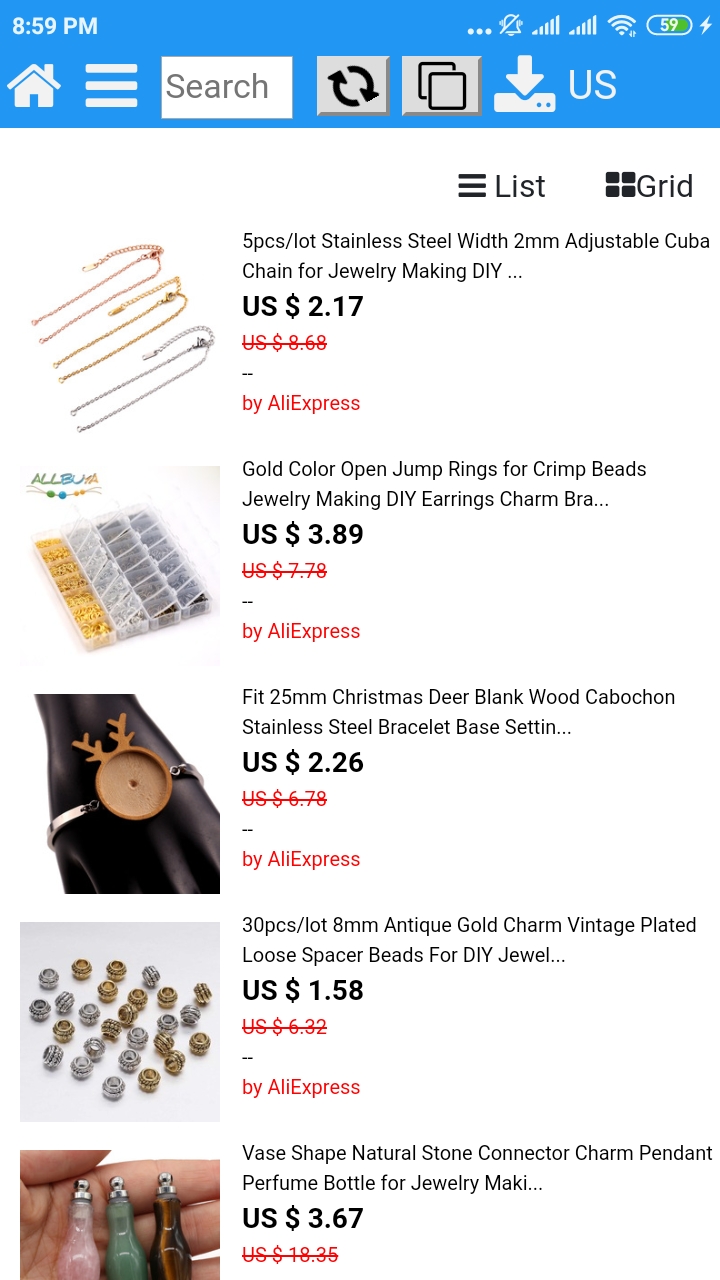 8:59 PM
59
Search
US
List
Grid
5pcs/lot Stainless Steel Width 2mm Adjustable Cuba
Chain for Jewelry Making DIY ...
US $ 2.17
US $ 8.68
--
by AliExpress
ALLBUYA
Gold Color Open Jump Rings for Crimp Beads
Jewelry Making DIY Earrings Charm Bra...
US $ 3.89
US $ 7.78
--
by AliExpress
Fit 25mm Christmas Deer Blank Wood Cabochon
Stainless Steel Bracelet Base Settin...
US $ 2.26
US $ 6.78
--
by AliExpress
30pcs/lot 8mm Antique Gold Charm Vintage Plated
Loose Spacer Beads For DIY Jewel...
US $ 1.58
US $ 6.32
--
by AliExpress
Vase Shape Natural Stone Connector Charm Pendant
Perfume Bottle for Jewelry Maki...
US $ 3.67
US $ 18.35